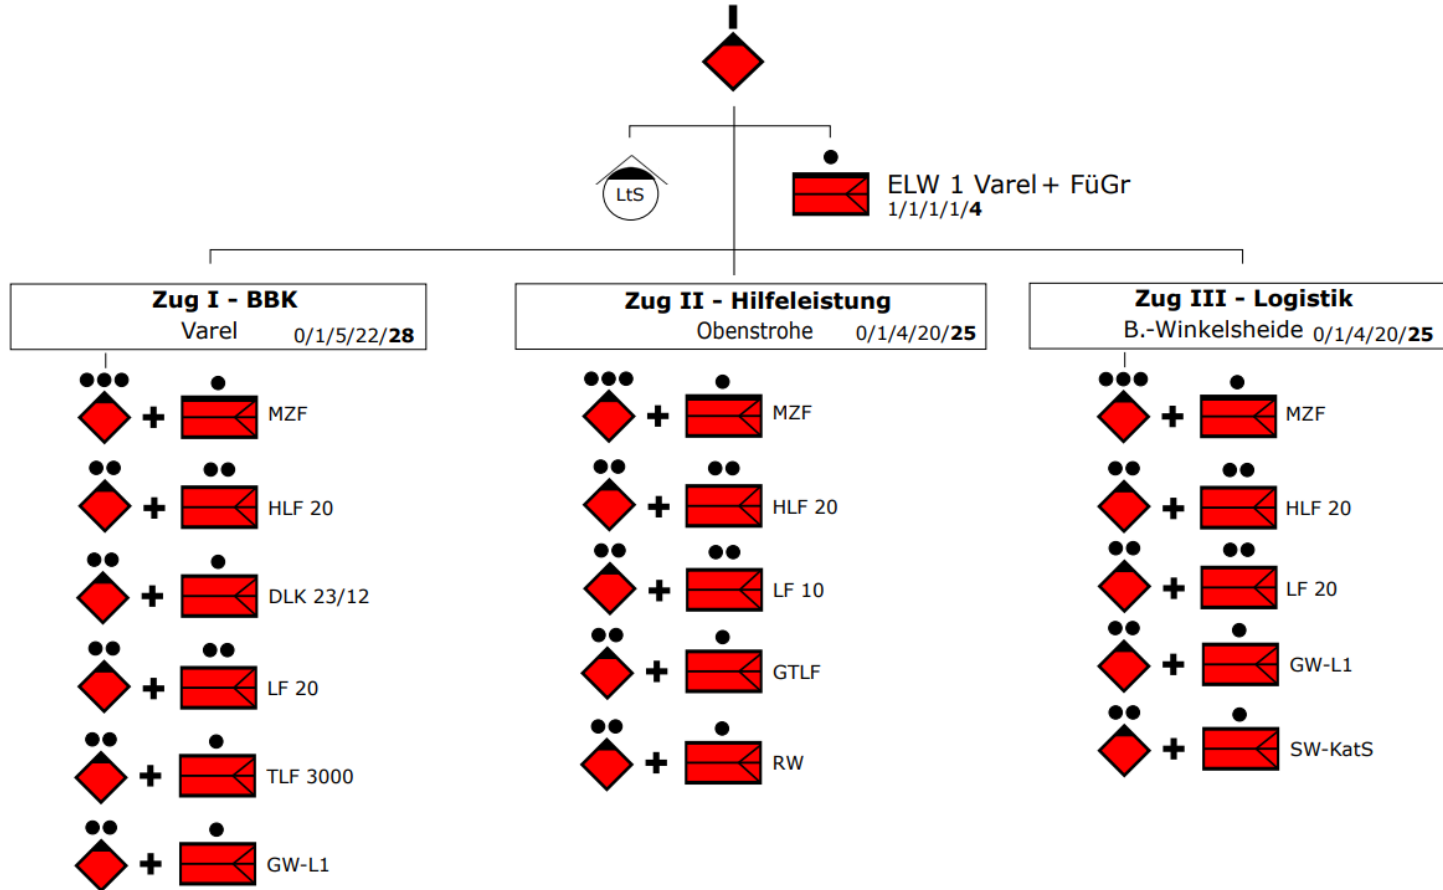 LtS
ELW 1 Varel + FüGr
1/1/1/1/4
Zug I - BBK
Varel 0/1/5/22/28
MZF
HLF 20
DLK 23/12
LF 20
TLF 3000
GW-L1
Zug II - Hilfeleistung
Obenstrohe 0/1/4/20/25
MZF
HLF 20
LF 10
GTLF
RW
Zug III - Logistik
B.-Winkelsheide 0/1/4/20/25
MZF
HLF 20
LF 20
GW-L1
SW-KatS